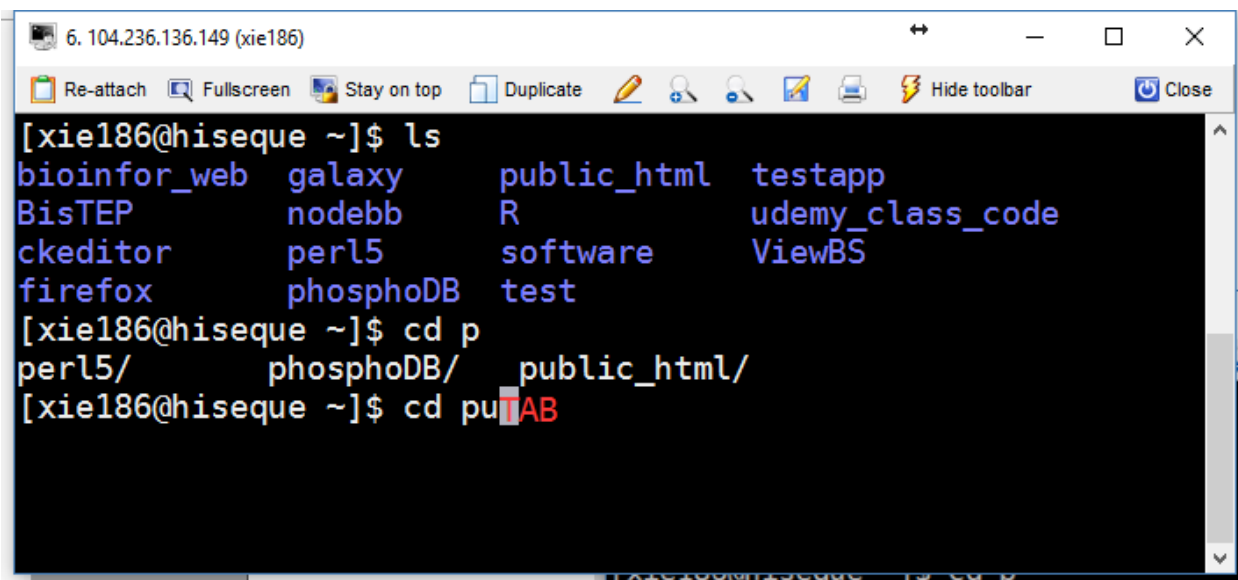 6. 104.236.136.149 (xie186)
Re-attach Fullscreen Stay on top Duplicate Hide toolbar Close
[xie186@hiseque ~]$ ls
bioinfor_web galaxy public_html testapp
BisTEP nodebb R udemy_class_code
ckeditor perl5 software ViewBS
firefox phosphoDB test
[xie186@hiseque ~]$ cd p
perl5/ phosphoDB/ public_html/
[xie186@hiseque ~]$ cd puTAB